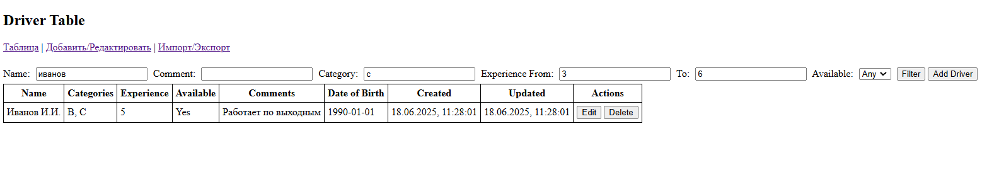 Driver Table
Таблица | Добавить/Редактировать | Импорт/Экспорт
Name: иванов Comment: Category: с Experience From: 3 To: 6 Available: Any Filter Add Driver
Name Categories Experience Available Comments Date of Birth Created Updated Actions
Иванов И.И. B, C 5 Yes Работает по выходным 1990-01-01 18.06.2025, 11:28:01 18.06.2025, 11:28:01 Edit Delete